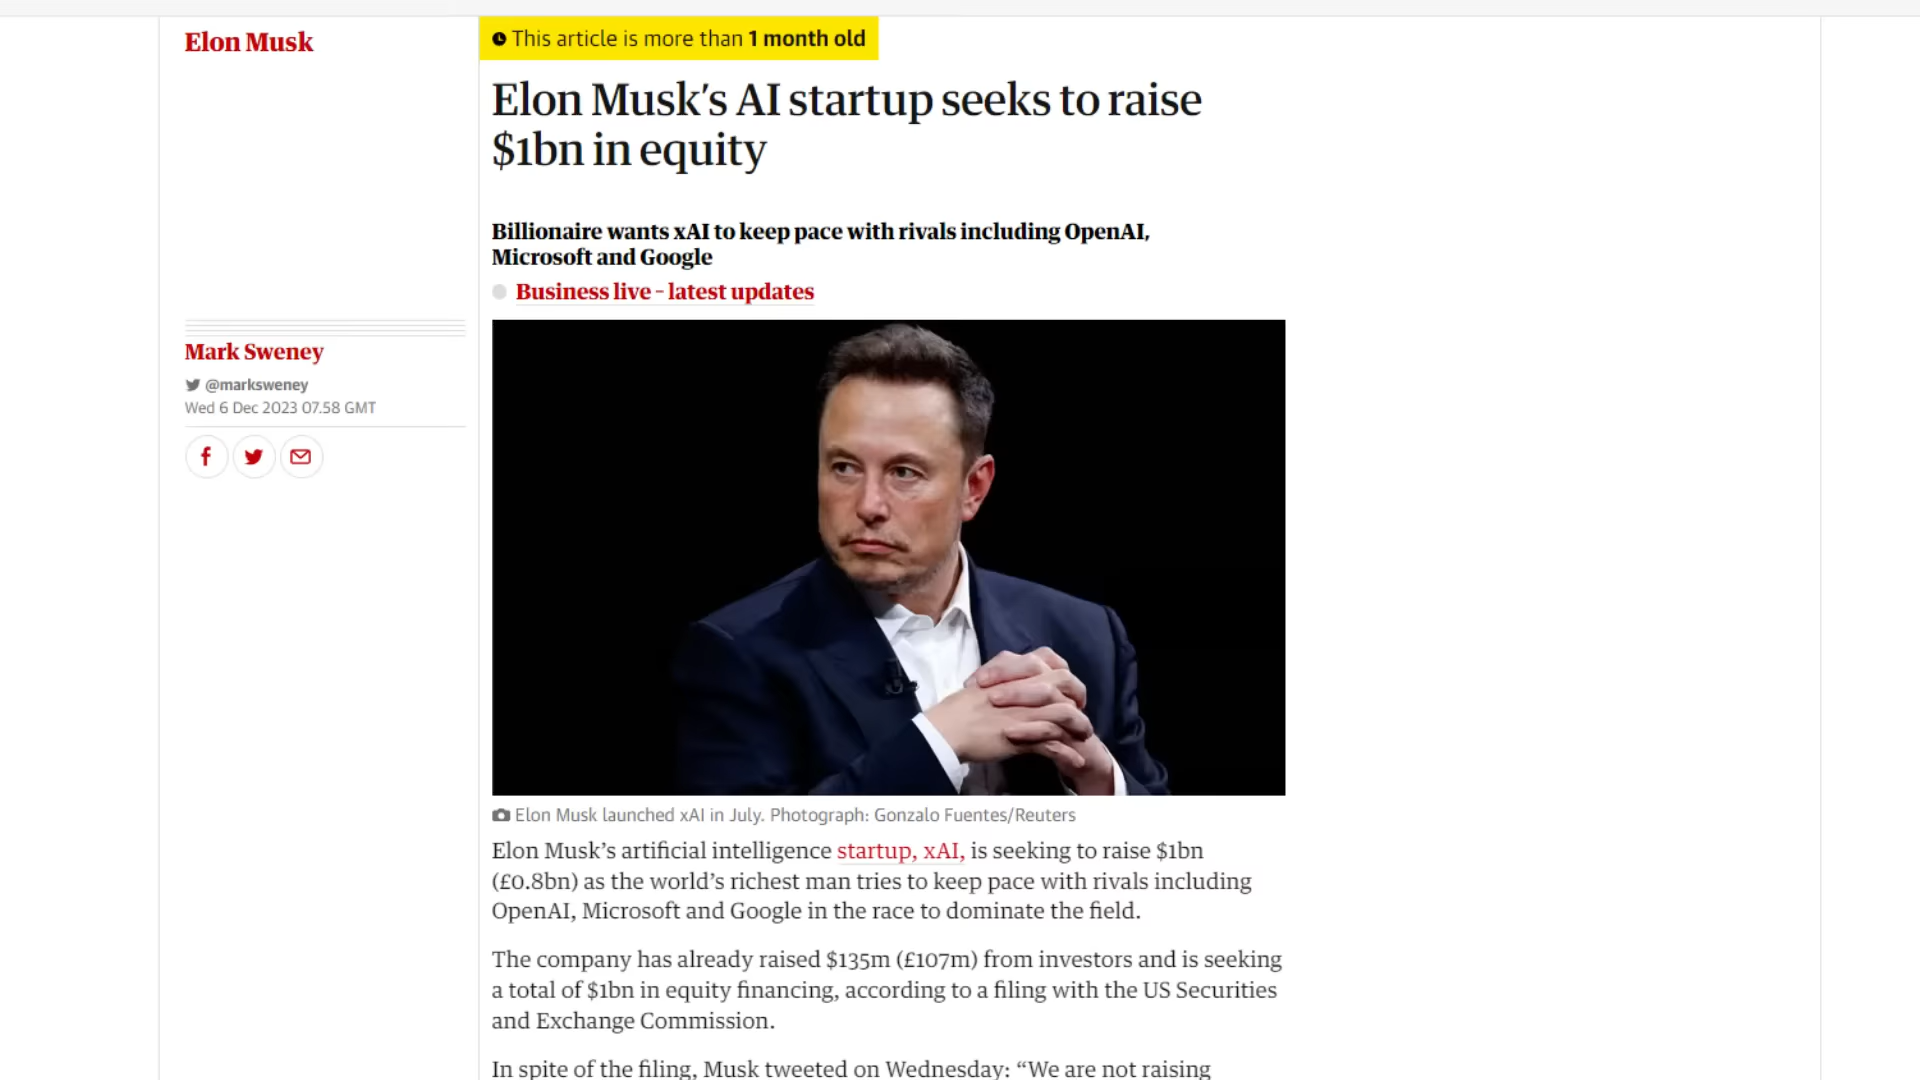 Elon Musk
This article is more than 1 month old
Elon Musk’s AI startup seeks to raise
$1bn in equity
Billionaire wants xAI to keep pace with rivals including OpenAI,
Microsoft and Google
Business live – latest updates
Mark Sweney
@marksweney
Wed 6 Dec 2023 07.58 GMT
Elon Musk launched xAI in July. Photograph: Gonzalo Fuentes/Reuters
Elon Musk’s artificial intelligence startup, xAI, is seeking to raise $1bn
(£0.8bn) as the world’s richest man tries to keep pace with rivals including
OpenAI, Microsoft and Google in the race to dominate the field.
The company has already raised $135m (£107m) from investors and is seeking
a total of $1bn in equity financing, according to a filing with the US Securities
and Exchange Commission.
In spite of the filing, Musk tweeted on Wednesday: “We are not raising